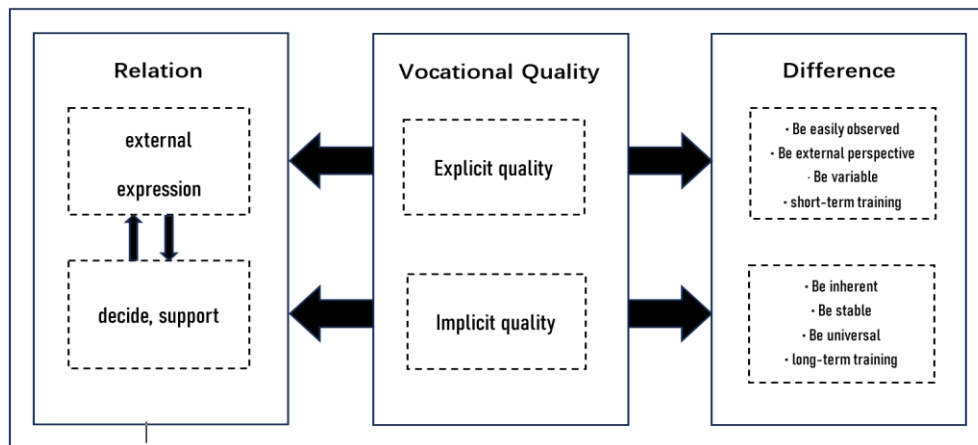 Relation
external
expression
decide, support
Vocational Quality
Explicit quality
Implicit quality
Difference
· Be easily observed
· Be external perspective
· Be variable
· short-term training
· Be inherent
· Be stable
· Be universal
· long-term training